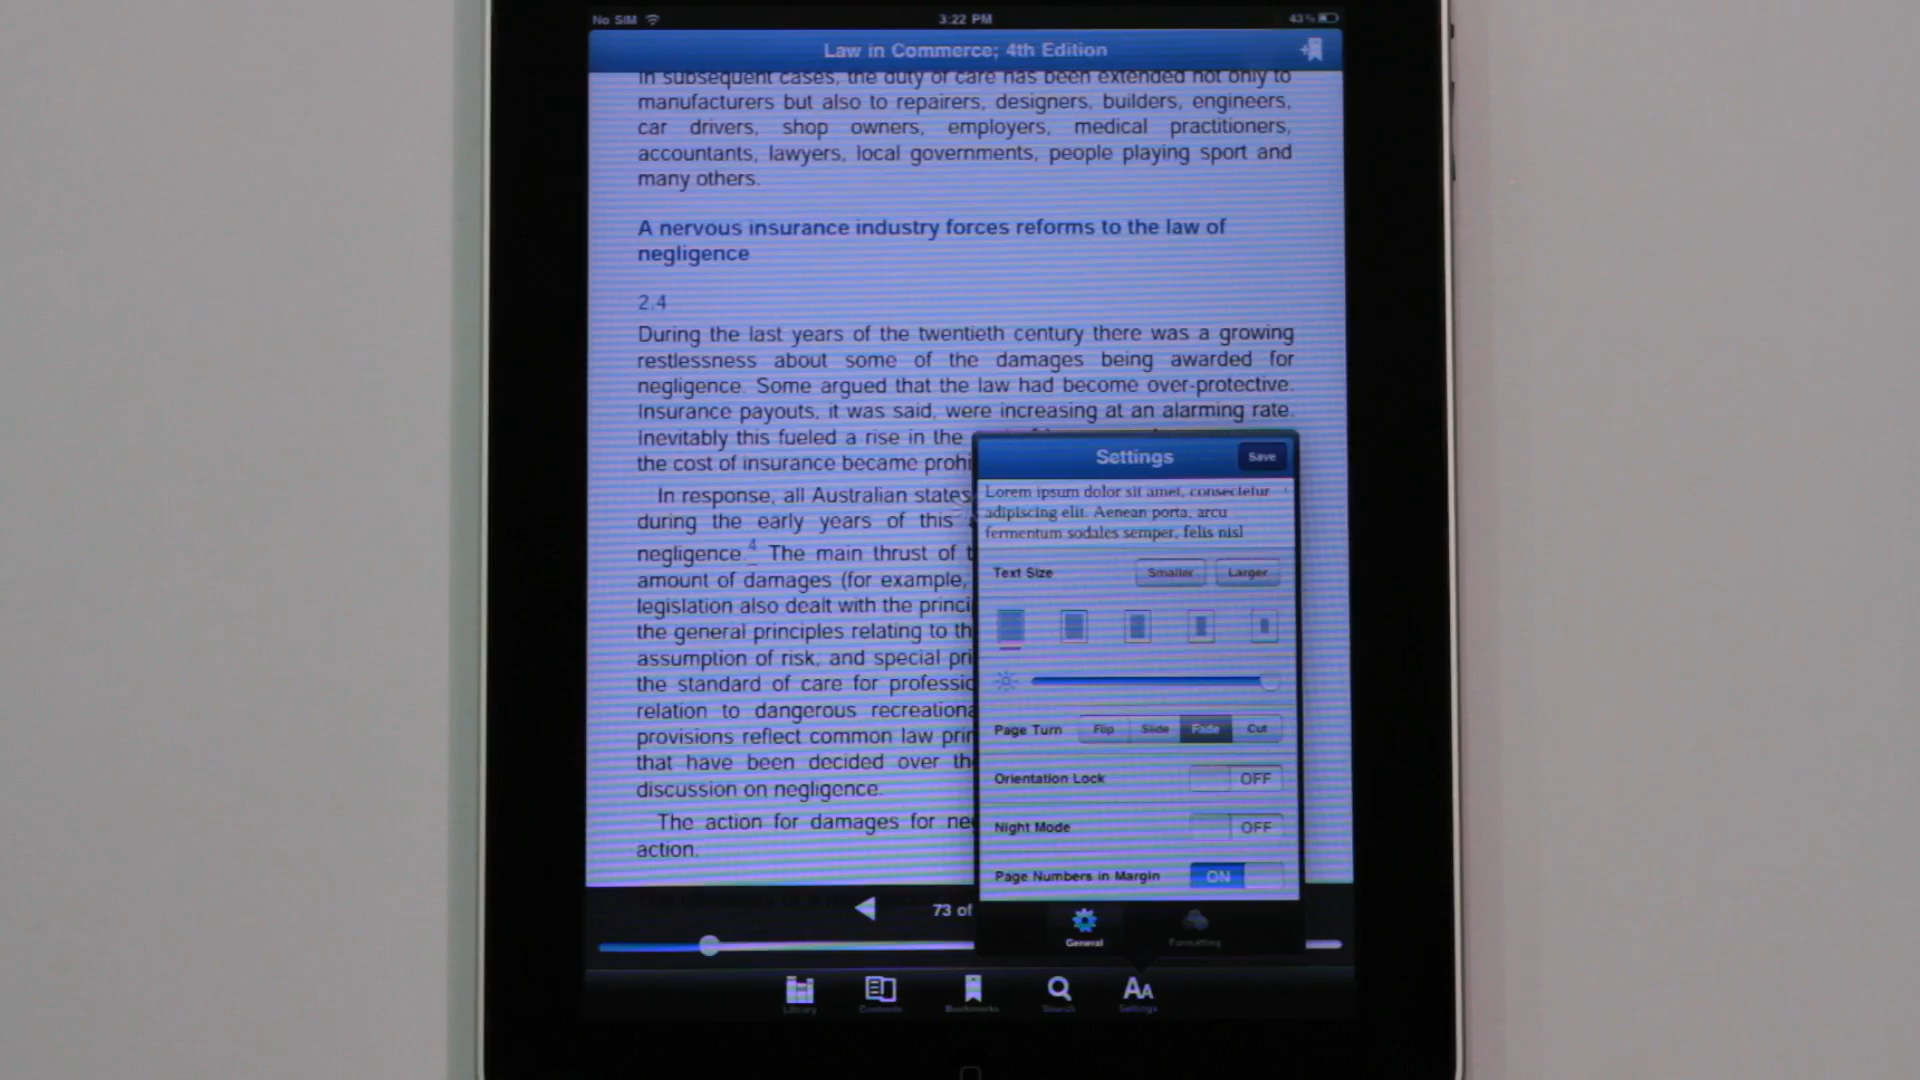 No SIM 3:22 PM 43%
Law in Commerce; 4th Edition
In subsequent cases, the duty of care has been extended not only to
manufacturers but also to repairers, designers, builders, engineers,
car drivers, shop owners, employers, medical practitioners,
accountants, lawyers, local governments, people playing sport and
many others.
A nervous insurance industry forces reforms to the law of
negligence
2.4
During the last years of the twentieth century there was a growing
restlessness about some of the damages being awarded for
negligence. Some argued that the law had become over-protective.
Insurance payouts, it was said, were increasing at an alarming rate.
Inevitably this fueled a rise in the
the cost of insurance became prohi
In response, all Australian states
during the early years of this
negligence.4 The main thrust of t
amount of damages (for example,
legislation also dealt with the princi
the general principles relating to th
assumption of risk, and special pri
the standard of care for professio
relation to dangerous recreationa
provisions reflect common law prin
that have been decided over th
discussion on negligence.
The action for damages for neg
action.
Settings Save
Lorem ipsum dolor sit amet, consectetur
adipiscing elit. Aenean porta, arcu
fermentum sodales semper, felis nisl
Text Size Smaller Larger
Page Turn Flip Slide Fade Cut
Orientation Lock OFF
Night Mode OFF
Page Numbers in Margin ON
General Formatting
73 of
AA
Library Contents Bookmarks Search Settings